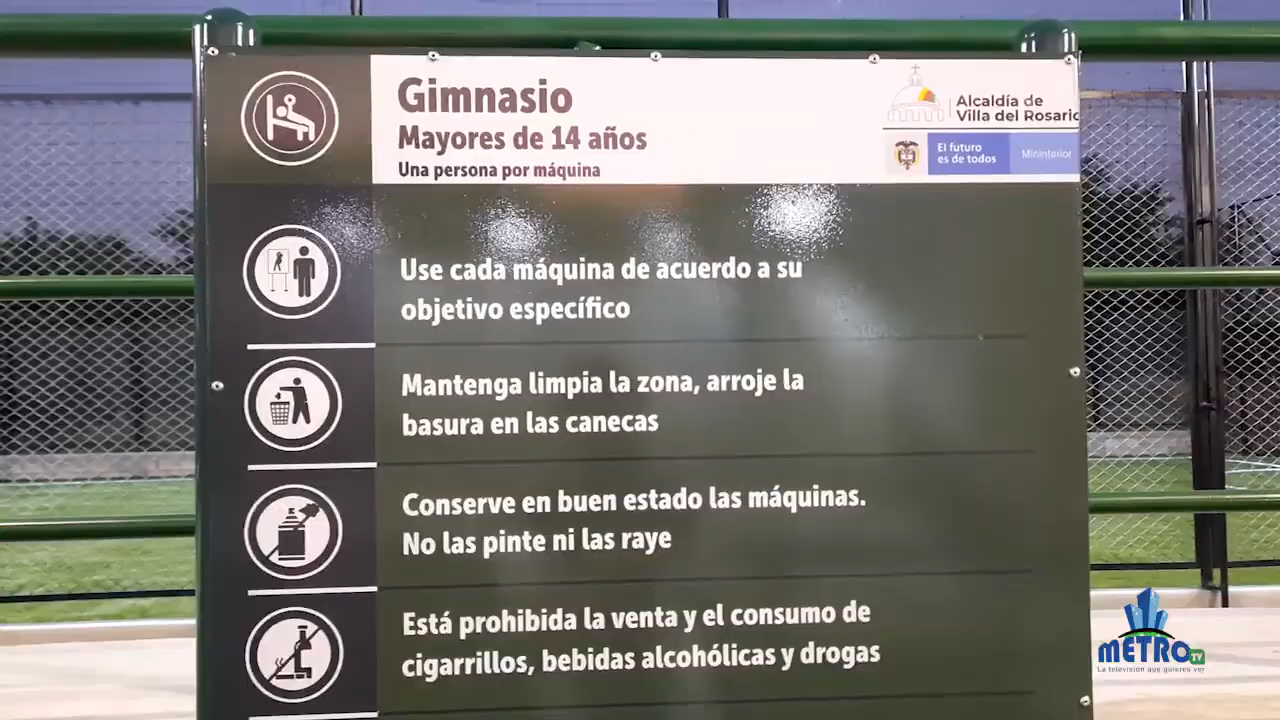 Gimnasio
Mayores de 14 años
Una persona por máquina
Alcaldía de
Villa del Rosario
El futuro
es de todos
Mininterior
Use cada máquina de acuerdo a su
objetivo específico
Mantenga limpia la zona, arroje la
basura en las canecas
Conserve en buen estado las máquinas.
No las pinte ni las raye
Está prohibida la venta y el consumo de
cigarrillos, bebidas alcohólicas y drogas
METRO TV
La televisión que quieres ver